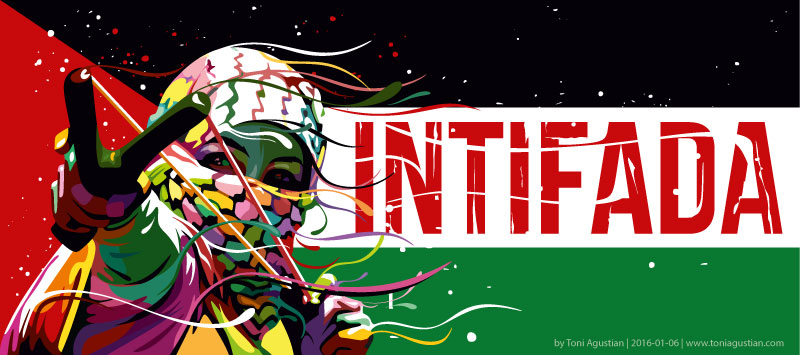 INTIFADA
by Toni Agustian | 2016-01-06 | www.toniagustian.com